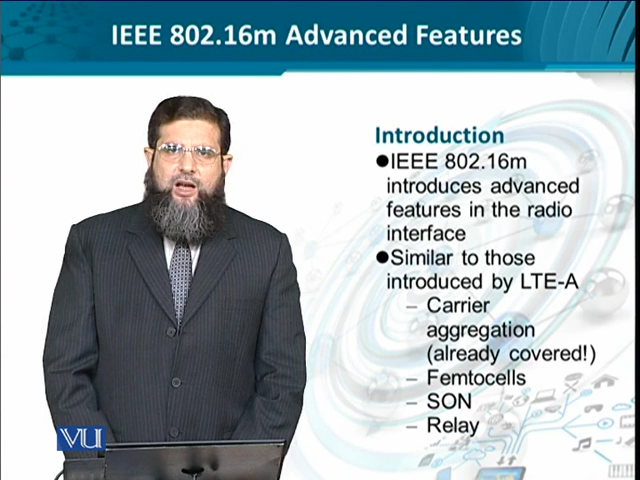 IEEE 802.16m Advanced Features
Introduction
●IEEE 802.16m
introduces advanced
features in the radio
interface
●Similar to those
introduced by LTE-A
– Carrier
aggregation
(already covered!)
– Femtocells
– SON
– Relay
VU